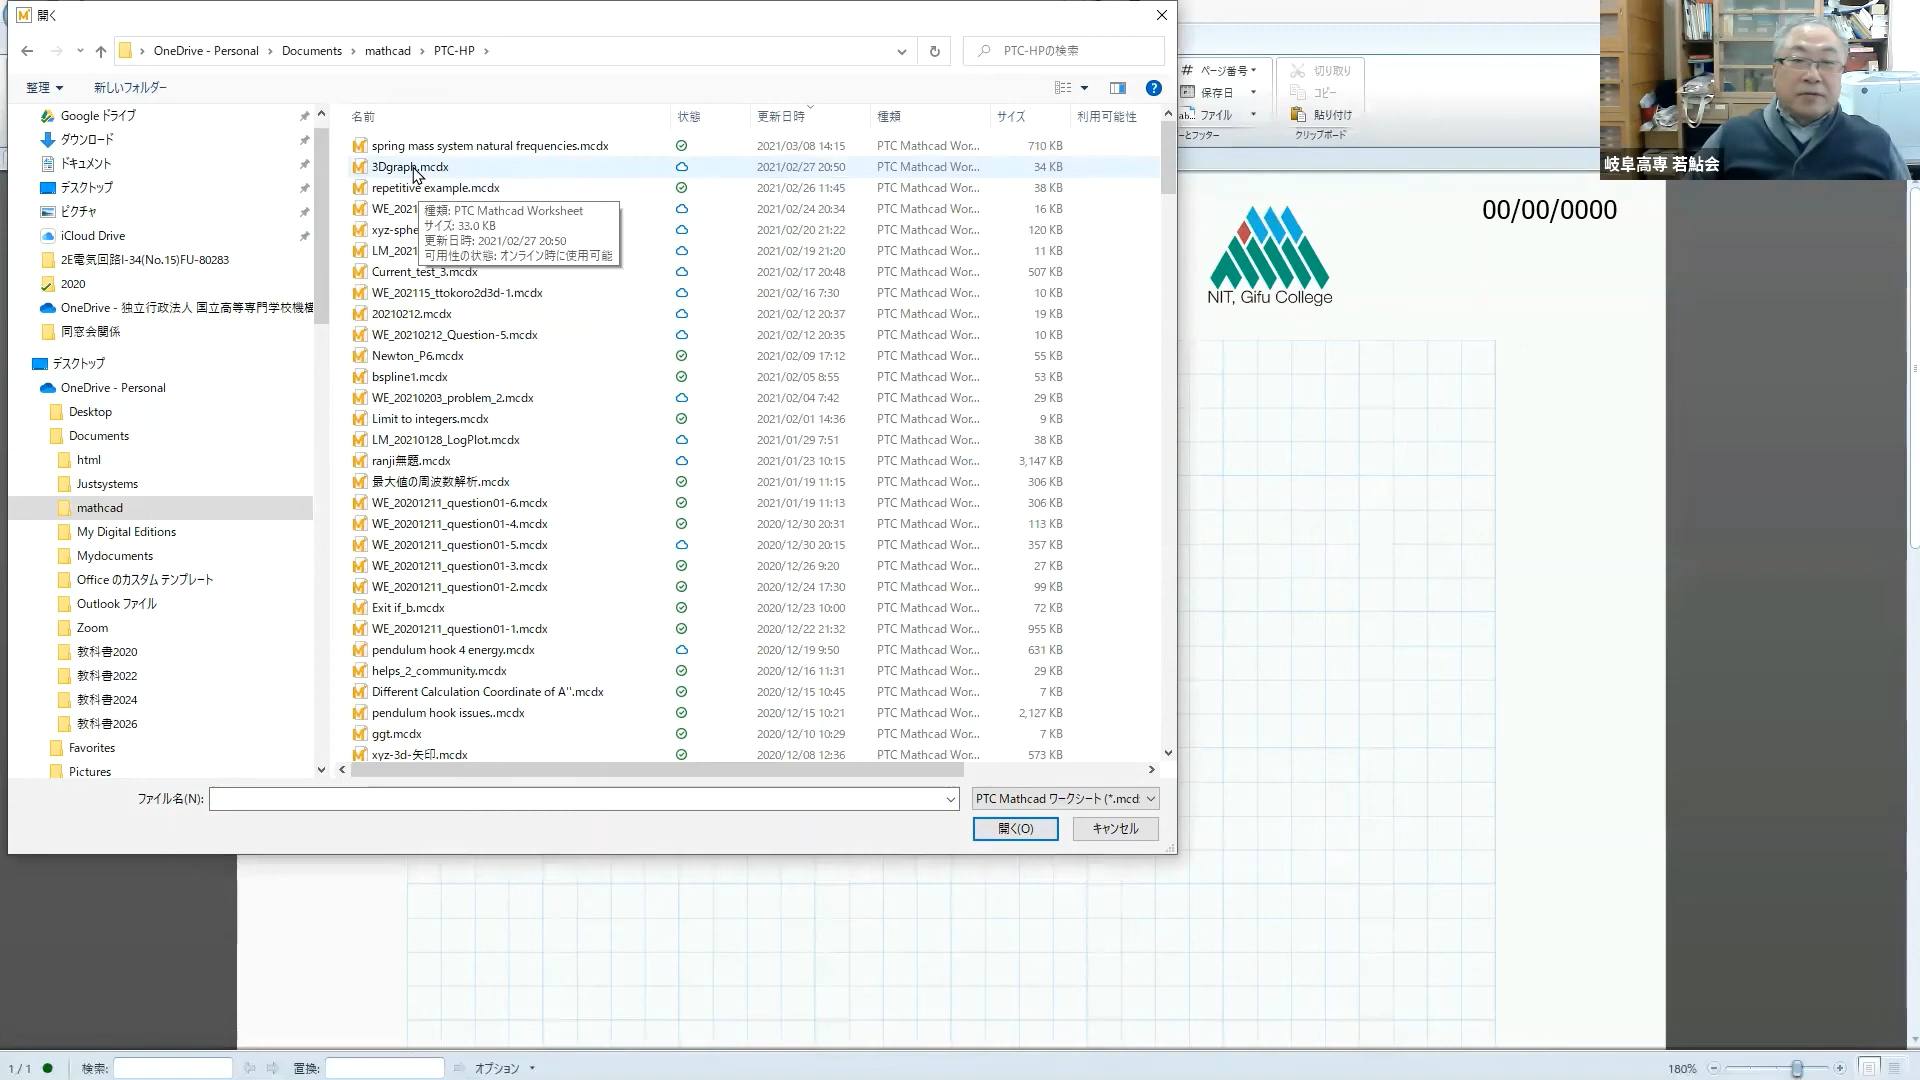 開く
OneDrive - Personal › Documents › mathcad › PTC-HP ›
PTC-HPの検索
整理
新しいフォルダー
Google ドライブ
ダウンロード
ドキュメント
デスクトップ
ピクチャ
iCloud Drive
2E電気回路I-34(No.15)FU-80283
2020
OneDrive - 独立行政法人 国立高等専門学校機構
同窓会関係
デスクトップ
OneDrive - Personal
Desktop
Documents
html
Justsystems
mathcad
My Digital Editions
Mydocuments
Office のカスタム テンプレート
Outlook ファイル
Zoom
教科書2020
教科書2022
教科書2024
教科書2026
Favorites
Pictures
名前 状態 更新日時 種類 サイズ 利用可能性
spring mass system natural frequencies.mcdx 2021/03/08 14:15 PTC Mathcad Wor... 710 KB
3Dgraph.mcdx 2021/02/27 20:50 PTC Mathcad Wor... 34 KB
repetitive example.mcdx 2021/02/26 11:45 PTC Mathcad Wor... 38 KB
WE_2021 2021/02/24 20:34 PTC Mathcad Wor... 16 KB
xyz-sphe 2021/02/20 21:22 PTC Mathcad Wor... 120 KB
LM_2021 2021/02/19 21:20 PTC Mathcad Wor... 11 KB
種類: PTC Mathcad Worksheet
サイズ: 33.0 KB
更新日時: 2021/02/27 20:50
可用性の状態: オンライン時に使用可能
Current_test_3.mcdx 2021/02/17 20:48 PTC Mathcad Wor... 507 KB
WE_202115_ttokoro2d3d-1.mcdx 2021/02/16 7:30 PTC Mathcad Wor... 10 KB
20210212.mcdx 2021/02/12 20:37 PTC Mathcad Wor... 19 KB
WE_20210212_Question-5.mcdx 2021/02/12 20:35 PTC Mathcad Wor... 10 KB
Newton_P6.mcdx 2021/02/09 17:12 PTC Mathcad Wor... 55 KB
bspline1.mcdx 2021/02/05 8:55 PTC Mathcad Wor... 53 KB
WE_20210203_problem_2.mcdx 2021/02/04 7:42 PTC Mathcad Wor... 29 KB
Limit to integers.mcdx 2021/02/01 14:36 PTC Mathcad Wor... 9 KB
LM_20210128_LogPlot.mcdx 2021/01/29 7:51 PTC Mathcad Wor... 38 KB
ranji無題.mcdx 2021/01/23 10:15 PTC Mathcad Wor... 3,147 KB
最大値の周波数解析.mcdx 2021/01/19 11:15 PTC Mathcad Wor... 306 KB
WE_20201211_question01-6.mcdx 2021/01/19 11:13 PTC Mathcad Wor... 306 KB
WE_20201211_question01-4.mcdx 2020/12/30 20:31 PTC Mathcad Wor... 113 KB
WE_20201211_question01-5.mcdx 2020/12/30 20:15 PTC Mathcad Wor... 357 KB
WE_20201211_question01-3.mcdx 2020/12/26 9:20 PTC Mathcad Wor... 27 KB
WE_20201211_question01-2.mcdx 2020/12/24 17:30 PTC Mathcad Wor... 99 KB
Exit if_b.mcdx 2020/12/23 10:00 PTC Mathcad Wor... 72 KB
WE_20201211_question01-1.mcdx 2020/12/22 21:32 PTC Mathcad Wor... 955 KB
pendulum hook 4 energy.mcdx 2020/12/19 9:50 PTC Mathcad Wor... 631 KB
helps_2_community.mcdx 2020/12/16 11:31 PTC Mathcad Wor... 29 KB
Different Calculation Coordinate of A''.mcdx 2020/12/15 10:45 PTC Mathcad Wor... 7 KB
pendulum hook issues..mcdx 2020/12/15 10:21 PTC Mathcad Wor... 2,127 KB
ggt.mcdx 2020/12/10 10:29 PTC Mathcad Wor... 7 KB
xyz-3d-矢印.mcdx 2020/12/08 12:36 PTC Mathcad Wor... 573 KB
ファイル名(N):
PTC Mathcad ワークシート (*.mcd
開く(O)
キャンセル
# ページ番号
保存日
ab. ファイル
ーとフッター
切り取り
コピー
貼り付け
クリップボード
岐阜高専 若鮎会
NIT, Gifu College
00/00/0000
1 / 1
検索:
置換:
オプション
180%